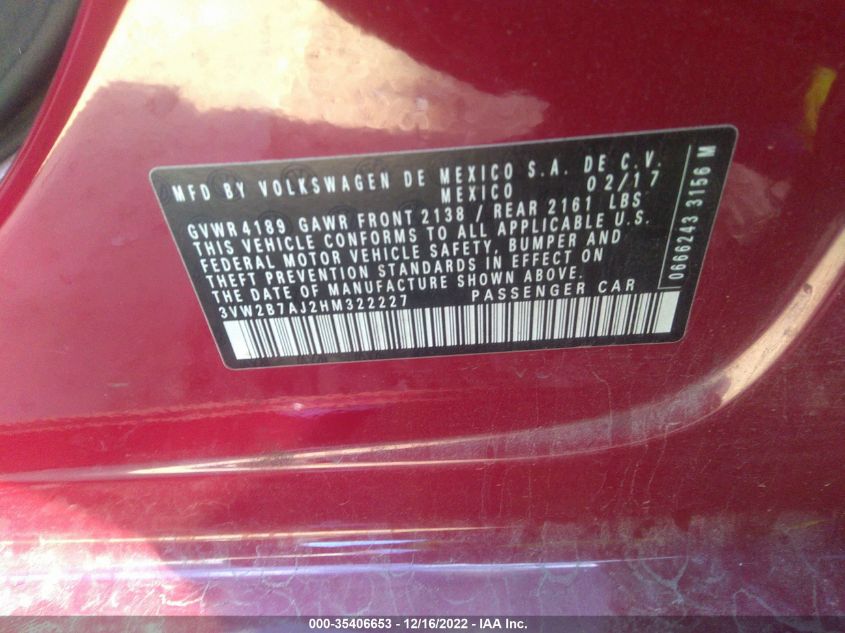 MFD BY VOLKSWAGEN DE MEXICO S.A. DE C.V.
MEXICO 02/17
GVWR 4189 GAWR FRONT 2138 / REAR 2161 LBS
THIS VEHICLE CONFORMS TO ALL APPLICABLE U.S.
FEDERAL MOTOR VEHICLE SAFETY, BUMPER AND
THEFT PREVENTION STANDARDS IN EFFECT ON
THE DATE OF MANUFACTURE SHOWN ABOVE.
3VW2B7AJ2HM322227 PASSENGER CAR
0666243 3156 M
000-35406653 - 12/16/2022 - IAA Inc.